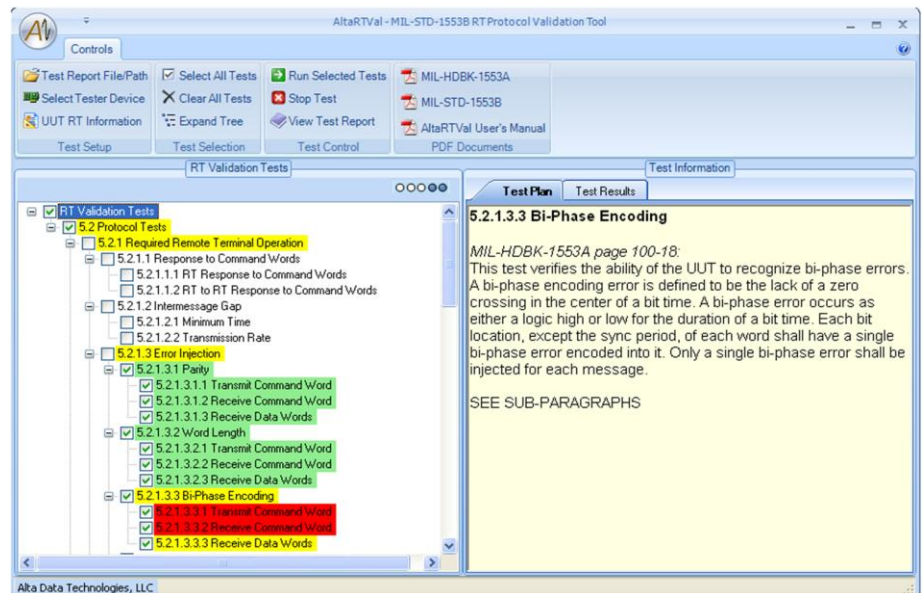 AltaRTVal - MIL-STD-1553B RT Protocol Validation Tool
Controls
Test Report File/Path
Select Tester Device
UUT RT Information
Test Setup
Select All Tests
Clear All Tests
Expand Tree
Test Selection
Run Selected Tests
Stop Test
View Test Report
Test Control
MIL-HDBK-1553A
MIL-STD-1553B
AltaRTVal User's Manual
PDF Documents
RT Validation Tests
RT Validation Tests
5.2 Protocol Tests
5.2.1 Required Remote Terminal Operation
5.2.1.1 Response to Command Words
5.2.1.1.1 RT Response to Command Words
5.2.1.1.2 RT to RT Response to Command Words
5.2.1.2 Intermessage Gap
5.2.1.2.1 Minimum Time
5.2.1.2.2 Transmission Rate
5.2.1.3 Error Injection
5.2.1.3.1 Parity
5.2.1.3.1.1 Transmit Command Word
5.2.1.3.1.2 Receive Command Word
5.2.1.3.1.3 Receive Data Words
5.2.1.3.2 Word Length
5.2.1.3.2.1 Transmit Command Word
5.2.1.3.2.2 Receive Command Word
5.2.1.3.2.3 Receive Data Words
5.2.1.3.3 Bi-Phase Encoding
5.2.1.3.3.1 Transmit Command Word
5.2.1.3.3.2 Receive Command Word
5.2.1.3.3.3 Receive Data Words
Test Information
Test Plan
Test Results
5.2.1.3.3 Bi-Phase Encoding
MIL-HDBK-1553A page 100-18:
This test verifies the ability of the UUT to recognize bi-phase errors.
A bi-phase encoding error is defined to be the lack of a zero
crossing in the center of a bit time. A bi-phase error occurs as
either a logic high or low for the duration of a bit time. Each bit
location, except the sync period, of each word shall have a single
bi-phase error encoded into it. Only a single bi-phase error shall be
injected for each message.
SEE SUB-PARAGRAPHS
Alta Data Technologies, LLC